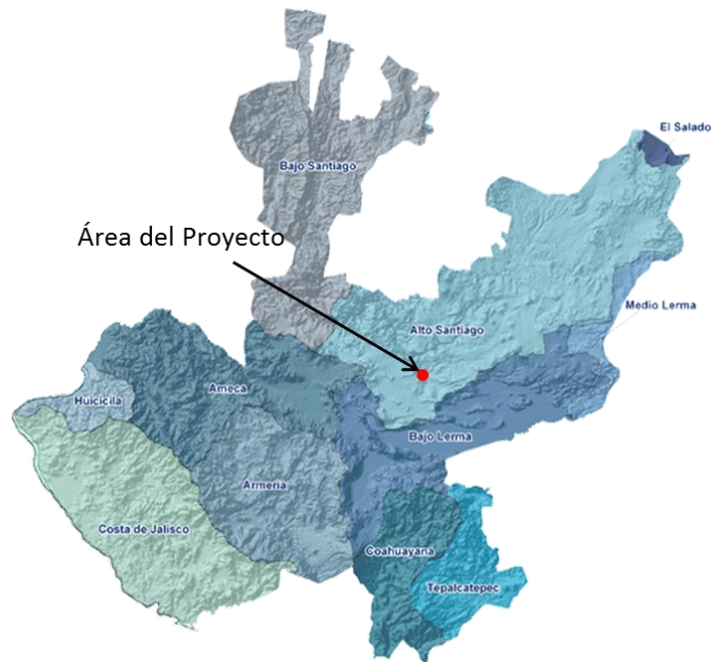 El Salado
Bajo Santiago
Área del Proyecto
Medio Lerma
Alto Santiago
Ameca
Huicicila
Bajo Lerma
Armeria
Costa de Jalisco
Coahuayana
Tepalcatepec